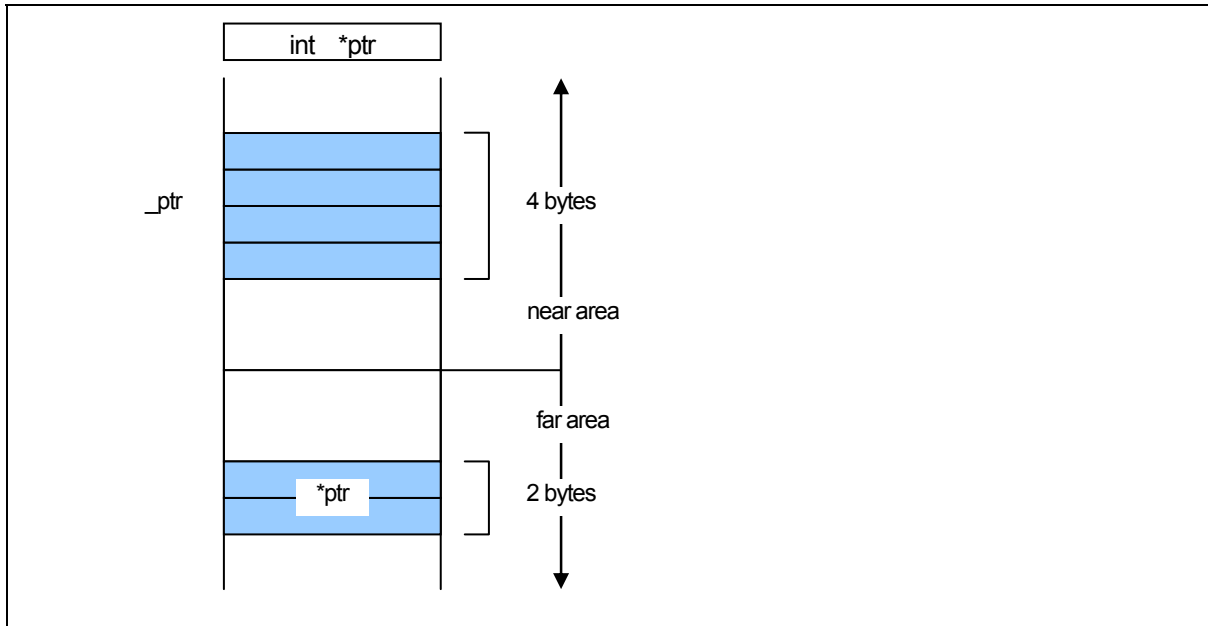 int *ptr
_ptr
4 bytes
near area
far area
*ptr
2 bytes